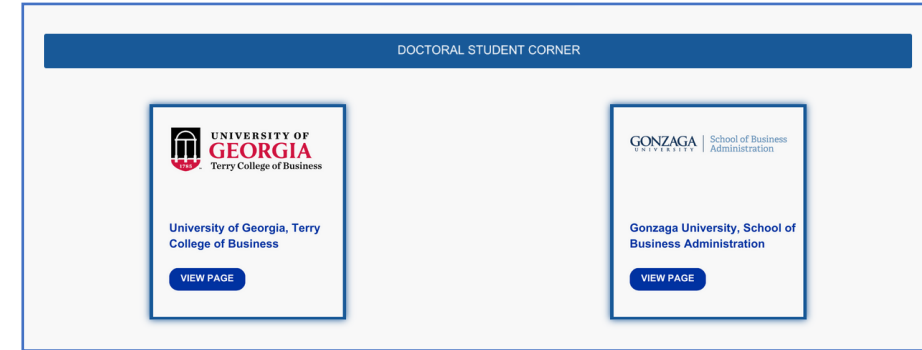 DOCTORAL STUDENT CORNER
UNIVERSITY OF
GEORGIA
1785
Terry College of Business
University of Georgia, Terry
College of Business
VIEW PAGE
GONZAGA
UNIVERSITY
School of Business
Administration
Gonzaga University, School of
Business Administration
VIEW PAGE